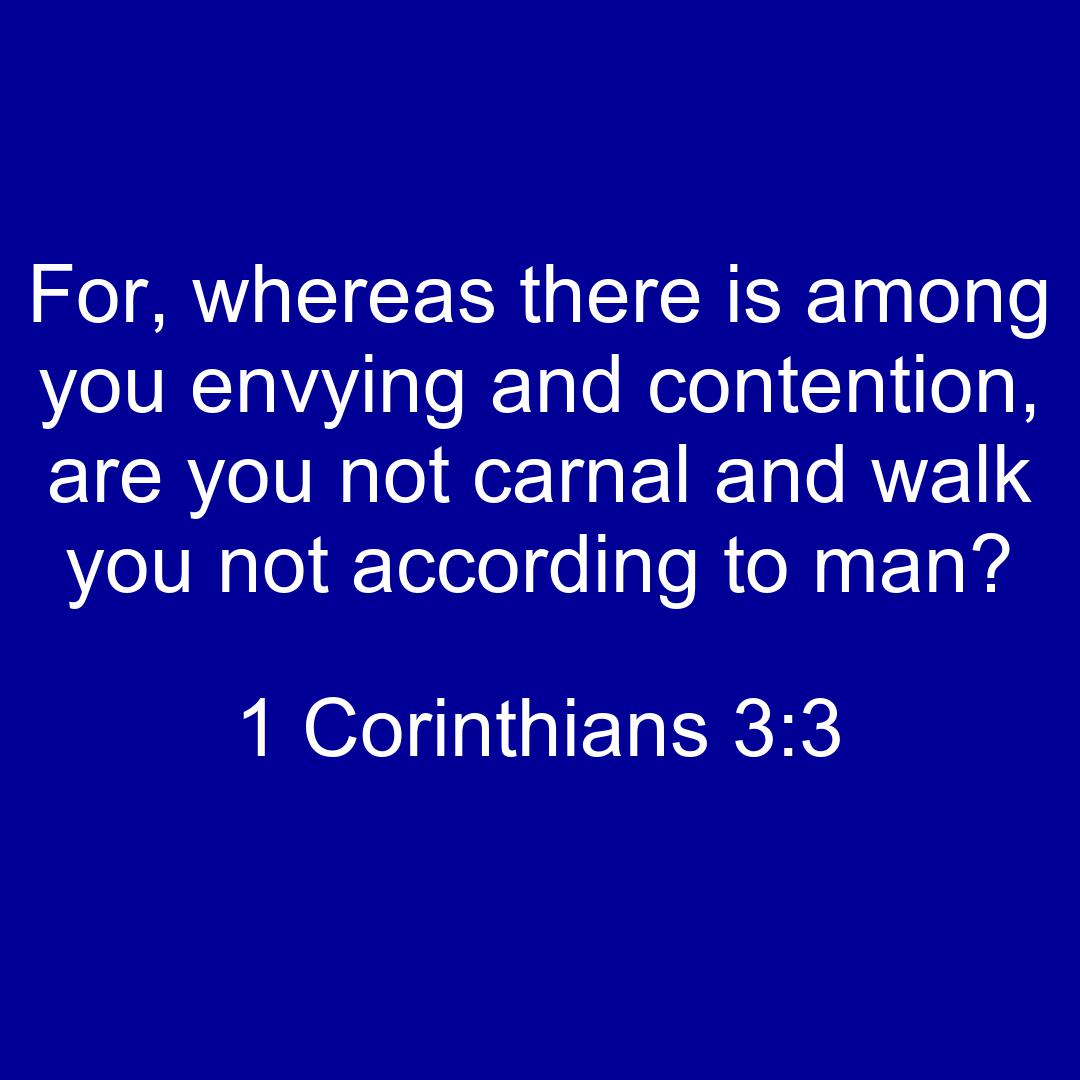 For, whereas there is among
you envying and contention,
are you not carnal and walk
you not according to man?
1 Corinthians 3:3